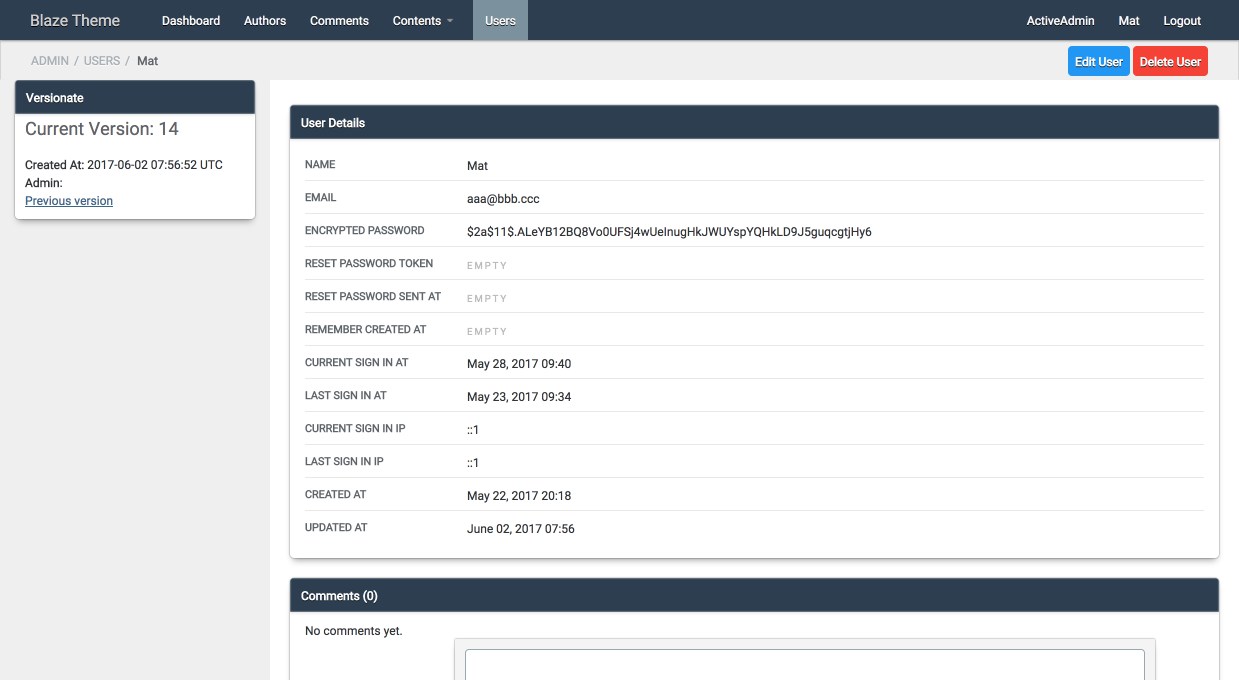 Blaze Theme Dashboard Authors Comments Contents Users ActiveAdmin Mat Logout
ADMIN / USERS / Mat Edit User Delete User
Versionate
Current Version: 14
Created At: 2017-06-02 07:56:52 UTC
Admin:
Previous version
User Details
NAME Mat
EMAIL aaa@bbb.ccc
ENCRYPTED PASSWORD $2a$11$.ALeYB12BQ8Vo0UFSj4wUeInugHkJWUYspYQHkLD9J5guqcgtjHy6
RESET PASSWORD TOKEN EMPTY
RESET PASSWORD SENT AT EMPTY
REMEMBER CREATED AT EMPTY
CURRENT SIGN IN AT May 28, 2017 09:40
LAST SIGN IN AT May 23, 2017 09:34
CURRENT SIGN IN IP ::1
LAST SIGN IN IP ::1
CREATED AT May 22, 2017 20:18
UPDATED AT June 02, 2017 07:56
Comments (0)
No comments yet.